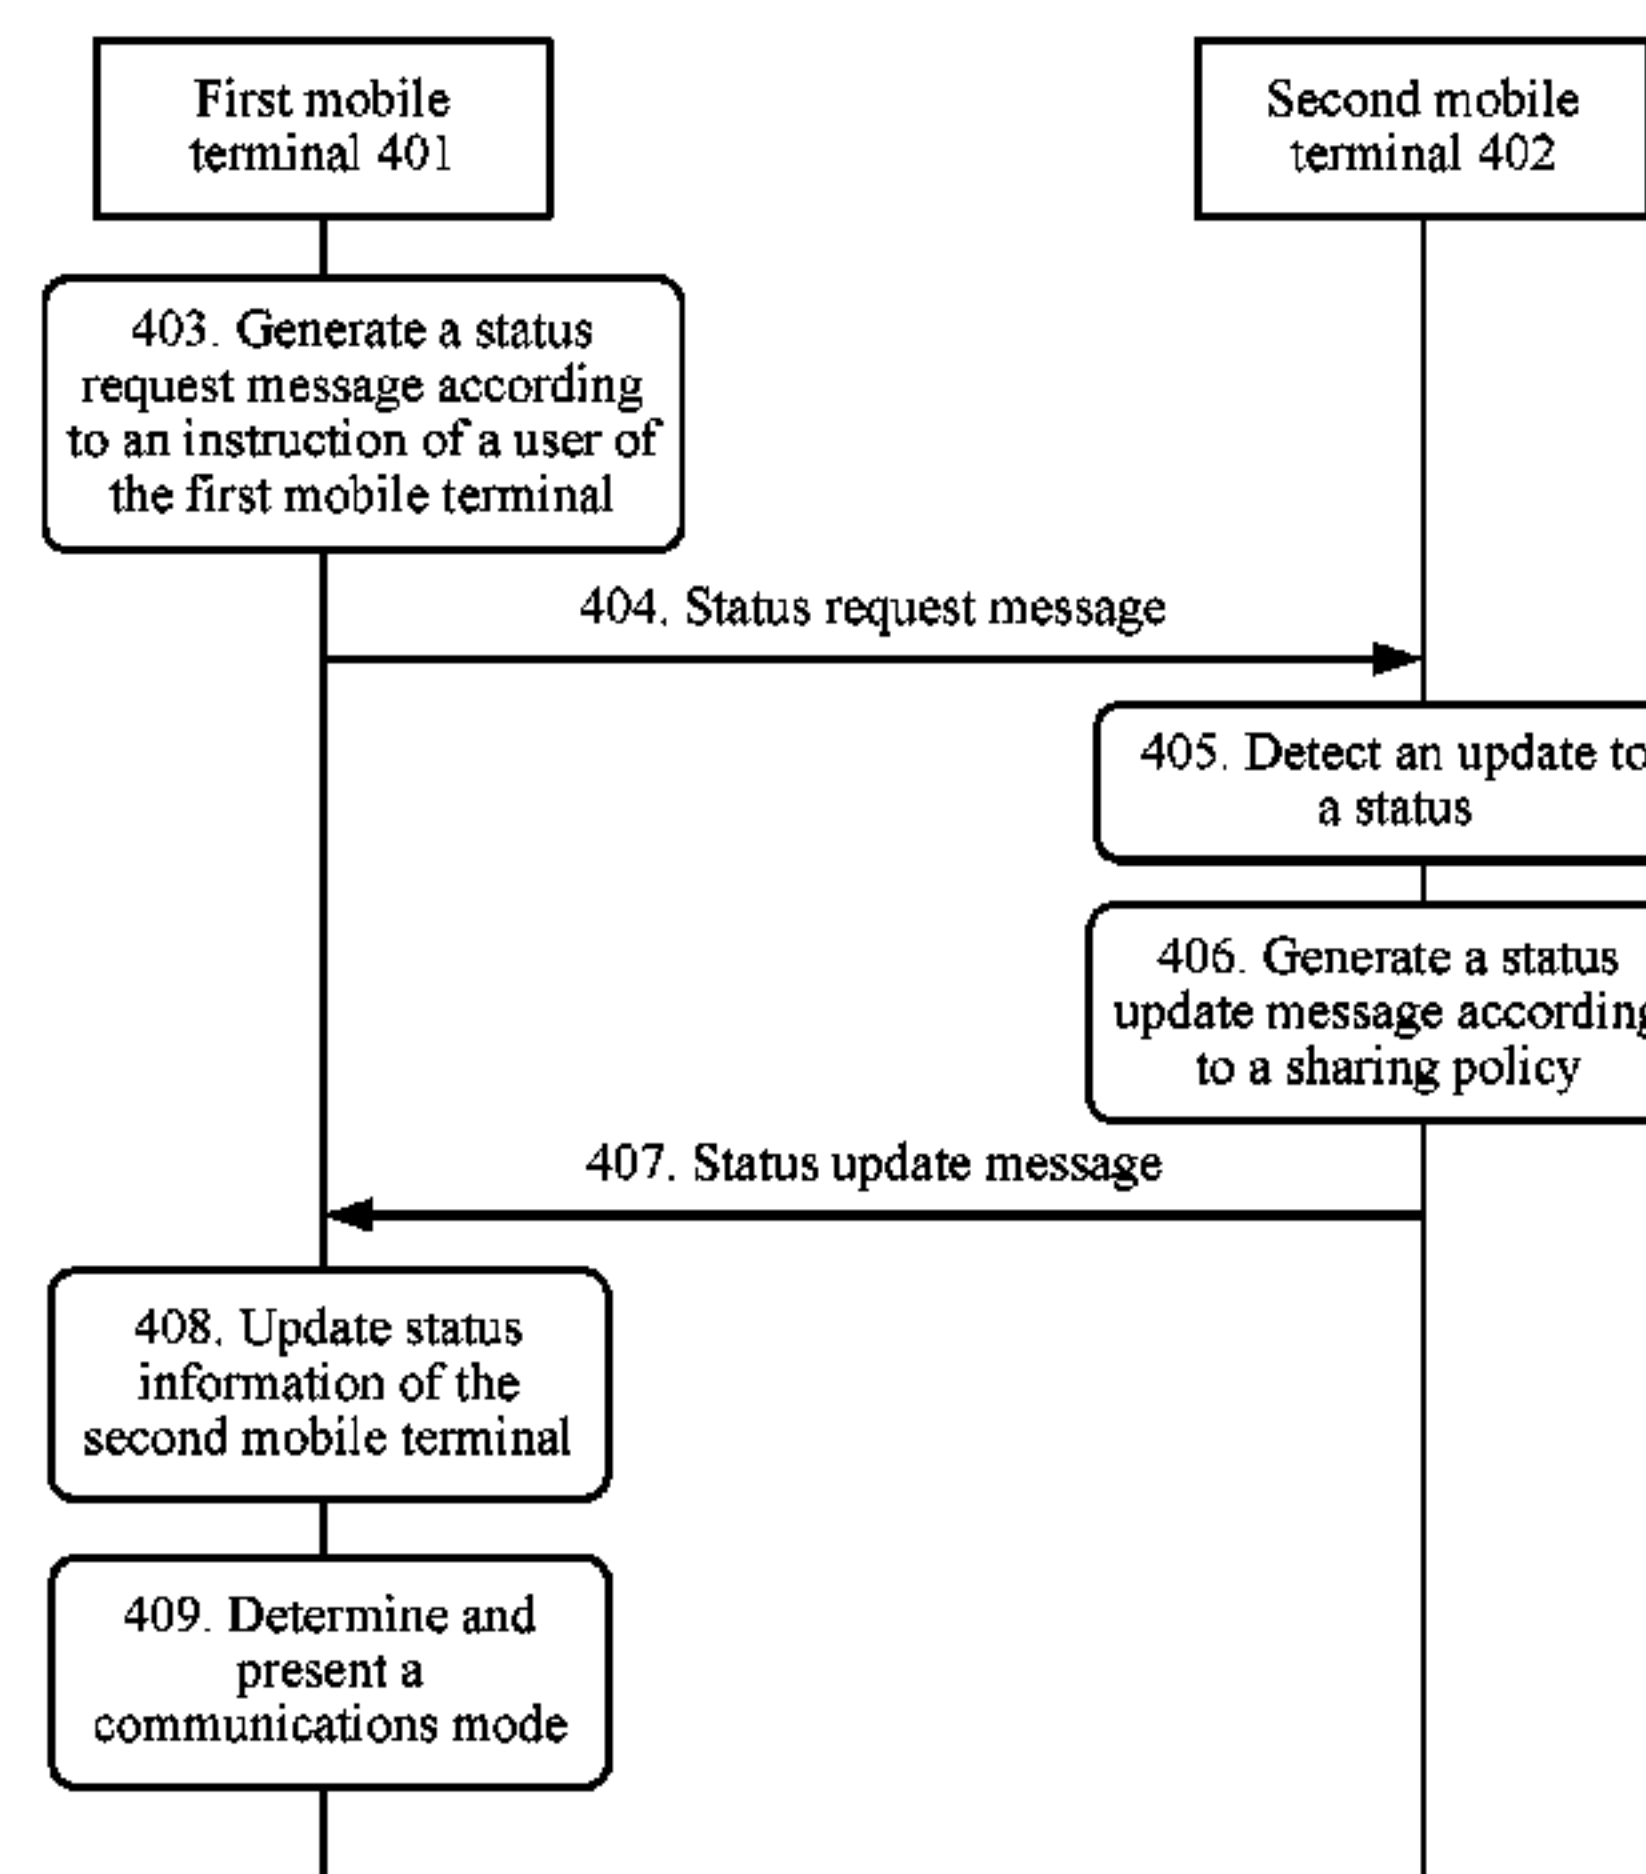 First mobile
terminal 401
Second mobile
terminal 402
403. Generate a status
request message according
to an instruction of a user of
the first mobile terminal
404. Status request message
405. Detect an update to
a status
406. Generate a status
update message according
to a sharing policy
407. Status update message
408. Update status
information of the
second mobile terminal
409. Determine and
present a
communications mode